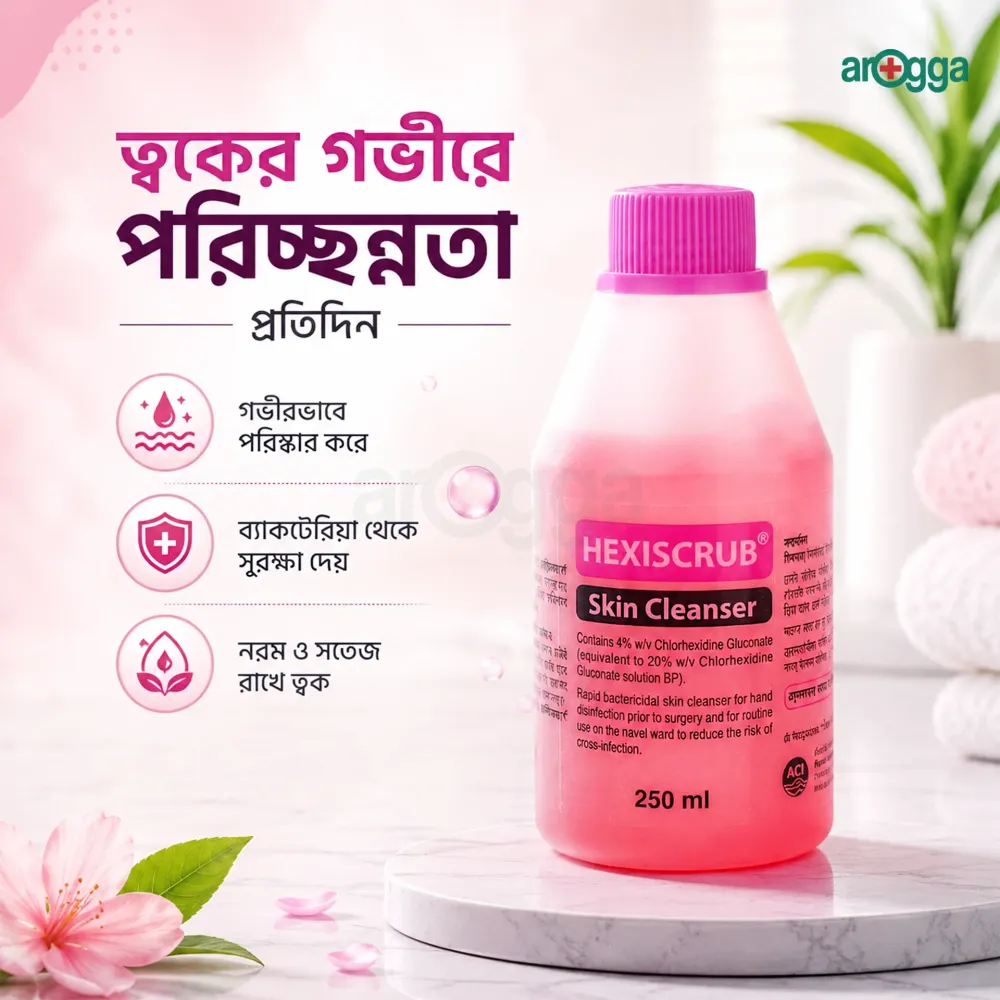 arogga
ত্বকের গভীরে
পরিচ্ছন্নতা
প্রতিদিন
গভীরভাবে
পরিস্কার করে
ব্যাকটেরিয়া থেকে
সুরক্ষা দেয়
নরম ও সতেজ
রাখে ত্বক
arogga
HEXISCRUB®
Skin Cleanser
Contains 4% w/v Chlorhexidine Gluconate
(equivalent to 20% w/v Chlorhexidine
Gluconate solution BP).
Rapid bactericidal skin cleanser for hand
disinfection prior to surgery and for routine
use on the navel ward to reduce the risk of
cross-infection.
250 ml
ACI